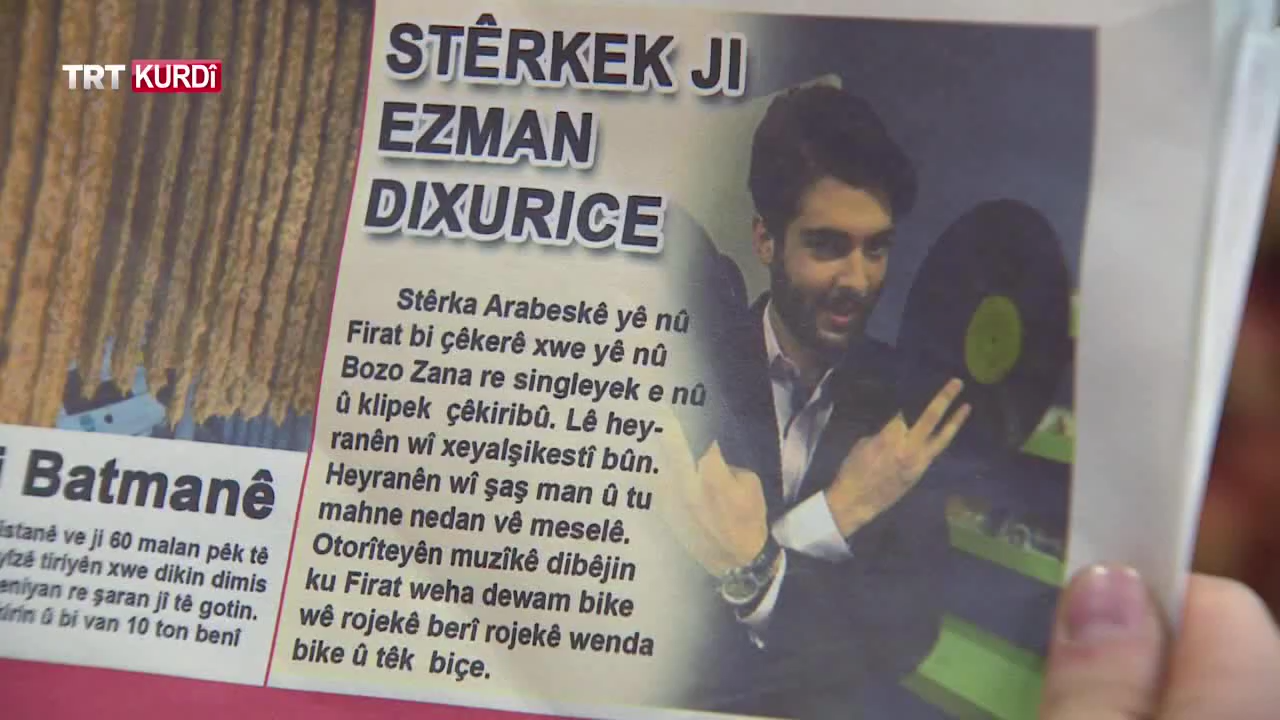 TRT KURDî
STÊRKEK JI
EZMAN
DIXURICE
Stêrka Arabeskê yê nû
Firat bi çêkerê xwe yê nû
Bozo Zana re singleyek e nû
û klipek çêkiribû. Lê hey-
ranên wî xeyalşikestî bûn.
Heyranên wî şaş man û tu
mahne nedan vê meselê.
Otorîteyên muzîkê dibêjin
ku Firat weha dewam bike
wê rojekê berî rojekê wenda
bike û têk biçe.
i Batmanê
istanê ve ji 60 malan pêk tê
tiriyên xwe dikin dimis
re şaran jî tê gotin.
û bi van 10 ton benî